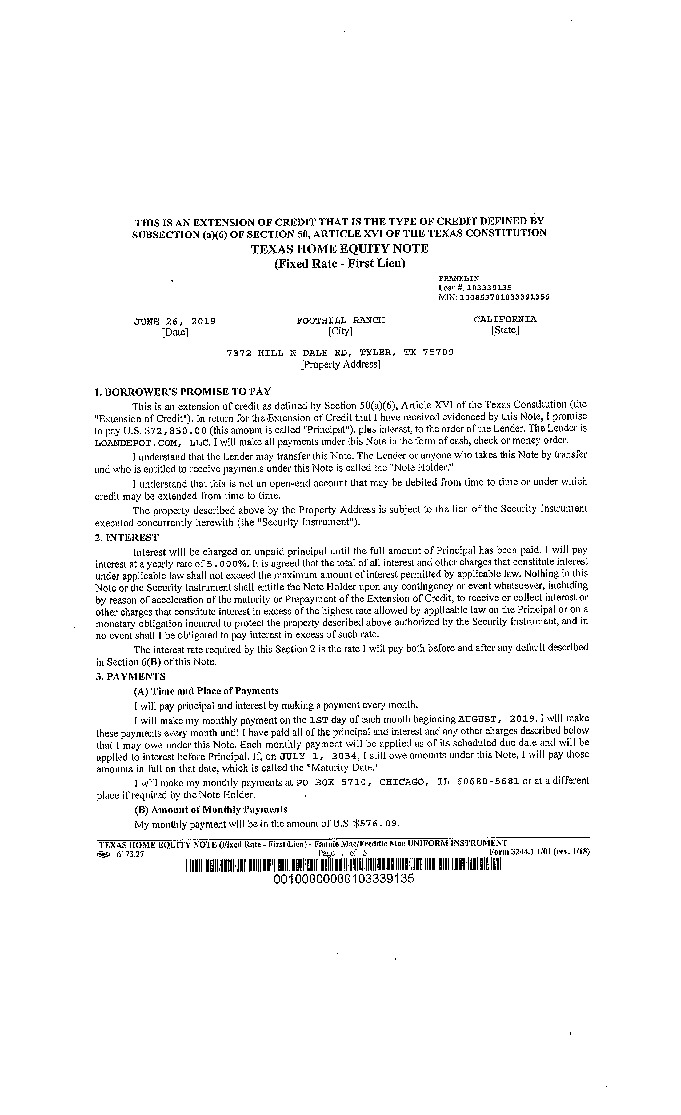 THIS IS AN EXTENSION OF CREDIT THAT IS THE TYPE OF CREDIT DEFINED BY
SUBSECTION (a)(6) OF SECTION 50, ARTICLE XVI OF THE TEXAS CONSTITUTION
TEXAS HOME EQUITY NOTE
(Fixed Rate - First Lien)
FRANKLIN
Loan #: 103339135
MIN:
JUNE 26, 2019 FOOTHILL RANCH CALIFORNIA
[Date] [City] [State]
7372 HILL N DALE RD, TYLER, TX 75709
[Property Address]
1. BORROWER'S PROMISE TO PAY
This is an extension of credit as defined by Section 50(a)(6), Article XVI of the Texas Constitution (the
"Extension of Credit"). In return for the Extension of Credit that I have received evidenced by this Note, I promise
to pay U.S. $72,850.00 (this amount is called "Principal"), plus interest, to the order of the Lender. The Lender is
LOANDEPOT.COM, LLC. I will make all payments under this Note in the form of cash, check or money order.
I understand that the Lender may transfer this Note. The Lender or anyone who takes this Note by transfer
and who is entitled to receive payments under this Note is called the "Note Holder."
I understand that this is not an open-end account that may be debited from time to time or under which
credit may be extended from time to time.
The property described above by the Property Address is subject to the lien of the Security Instrument
executed concurrently herewith (the "Security Instrument").
2. INTEREST
Interest will be charged on unpaid principal until the full amount of Principal has been paid. I will pay
interest at a yearly rate of 5.000%. It is agreed that the total of all interest and other charges that constitute interest
under applicable law shall not exceed the maximum amount of interest permitted by applicable law. Nothing in this
Note or the Security Instrument shall entitle the Note Holder upon any contingency or event whatsoever, including
by reason of acceleration of the maturity or Prepayment of the Extension of Credit, to receive or collect interest or
other charges that constitute interest in excess of the highest rate allowed by applicable law on the Principal or on a
monetary obligation incurred to protect the property described above authorized by the Security Instrument, and in
no event shall I be obligated to pay interest in excess of such rate.
The interest rate required by this Section 2 is the rate I will pay both before and after any default described
in Section 6(B) of this Note.
3. PAYMENTS
(A) Time and Place of Payments
I will pay principal and interest by making a payment every month.
I will make my monthly payment on the 1ST day of each month beginning AUGUST, 2019. I will make
these payments every month until I have paid all of the principal and interest and any other charges described below
that I may owe under this Note. Each monthly payment will be applied as of its scheduled due date and will be
applied to interest before Principal. If, on JULY 1, 2034, I still owe amounts under this Note, I will pay those
amounts in full on that date, which is called the "Maturity Date."
I will make my monthly payments at PO BOX 5710, CHICAGO, IL 60680-5681 or at a different
place if required by the Note Holder.
(B) Amount of Monthly Payments
My monthly payment will be in the amount of U.S. $576.09.
TEXAS HOME EQUITY NOTE (Fixed Rate - First Lien) - Fannie Mae/Freddie Mac UNIFORM INSTRUMENT
Page of 5 Form 3244.1 1/01 (rev. 1/18)